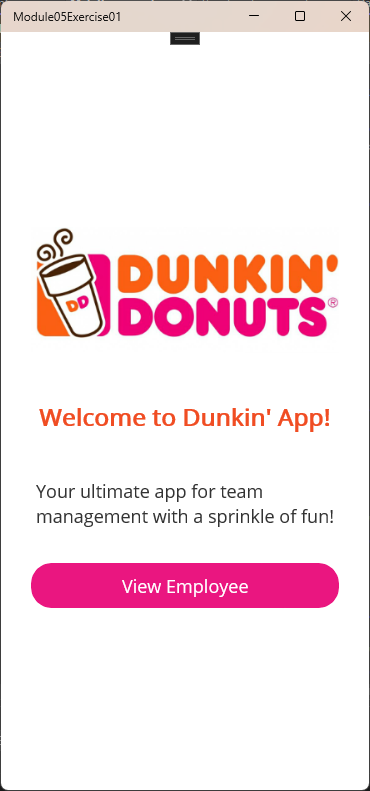 Module05Exercise01
DUNKIN'
DD
DONUTS®
Welcome to Dunkin' App!
Your ultimate app for team
management with a sprinkle of fun!
View Employee